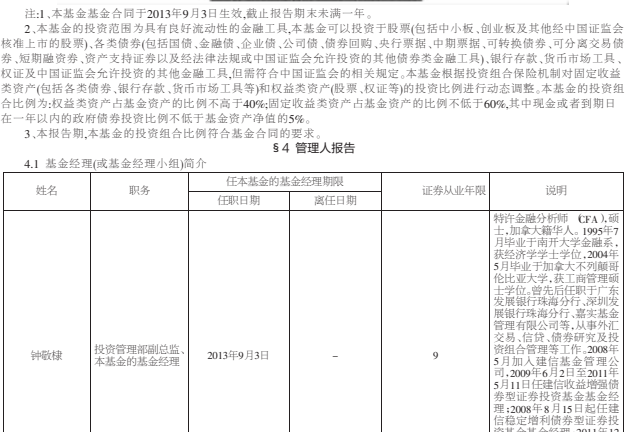 注:1、本基金基金合同于2013年9月3日生效,截止报告期末未满一年。
2、本基金的投资范围为具有良好流动性的金融工具,本基金可以投资于股票(包括中小板、创业板及其他经中国证监会
核准上市的股票)、各类债券(包括国债、金融债、企业债、公司债、债券回购、央行票据、中期票据、可转换债券、可分离交易债
券、短期融资券、资产支持证券以及经法律法规或中国证监会允许投资的其他债券类金融工具)、银行存款、货币市场工具、
权证及中国证监会允许投资的其他金融工具,但需符合中国证监会的相关规定。本基金根据投资组合保险机制对固定收益
类资产(包括各类债券、银行存款、货币市场工具等)和权益类资产(股票、权证等)的投资比例进行动态调整。本基金的投资组
合比例为:权益类资产占基金资产的比例不高于40%;固定收益类资产占基金资产的比例不低于60%,其中现金或者到期日
在一年以内的政府债券投资比例不低于基金资产净值的5%。
3、本报告期,本基金的投资组合比例符合基金合同的要求。
§4 管理人报告
4.1 基金经理(或基金经理小组)简介
姓名
职务
任本基金的基金经理期限
任职日期
离任日期
证券从业年限
说明
钟敬棣
投资管理部副总监、
本基金的基金经理
2013年9月3日
–
9
特许金融分析师 (CFA),硕
士,加拿大籍华人。1995年7
月毕业于南开大学金融系,
获经济学学士学位,2004年
5月毕业于加拿大不列颠哥
伦比亚大学,获工商管理硕
士学位。曾先后任职于广东
发展银行珠海分行、深圳发
展银行珠海分行、嘉实基金
管理有限公司等,从事外汇
交易、信贷、债券研究及投
资组合管理等工作。2008年
5月加入建信基金管理公
司,2009年6月2日至2011年
5月11日任建信收益增强债
券型证券投资基金基金经
理;2008年8月15日起任建
信稳定增利债券型证券投
资基金基金经理,2011年12